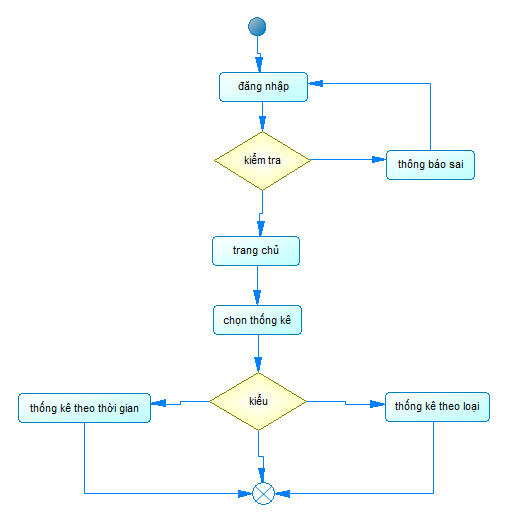 đăng nhập
kiểm tra
thông báo sai
trang chủ
chọn thống kê
kiểu
thống kê theo thời gian
thống kê theo loại